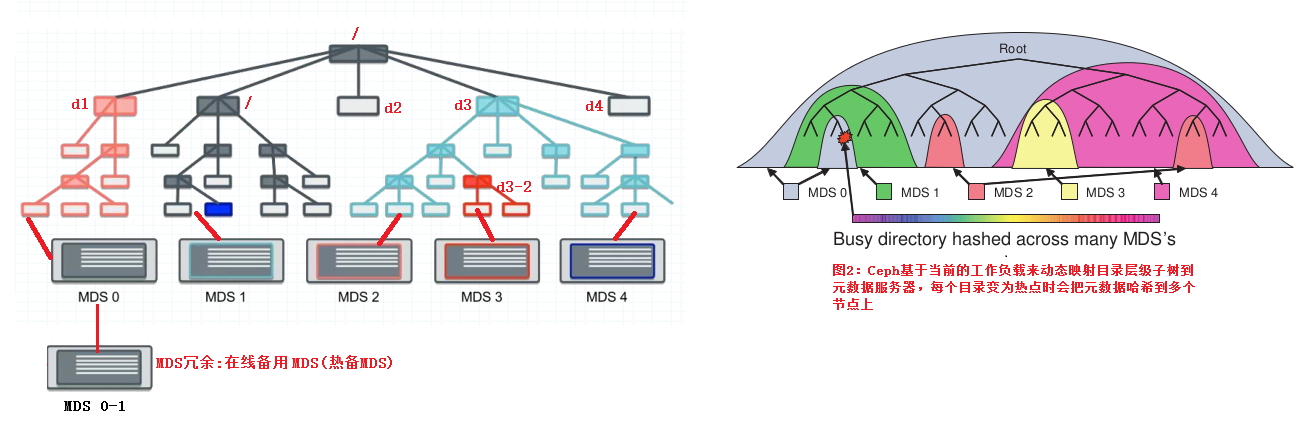 /
d1
/
d2
d3
d4
d3-2
MDS 0
MDS 1
MDS 2
MDS 3
MDS 4
MDS冗余:在线备用 MDS(热备MDS)
MDS 0-1
Root
MDS 0
MDS 1
MDS 2
MDS 3
MDS 4
Busy directory hashed across many MDS's
图2：Ceph基于当前的工作负载来动态映射目录层级子树到
元数据服务器，每个目录变为热点时会把元数据哈希到多个
节点上